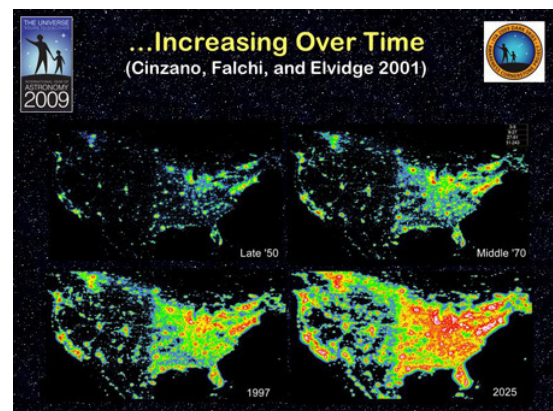 ...Increasing Over Time
(Cinzano, Falchi, and Elvidge 2001)
THE UNIVERSE
INTERNATIONAL YEAR OF
ASTRONOMY
2009
Late '50
Middle '70
1997
2025